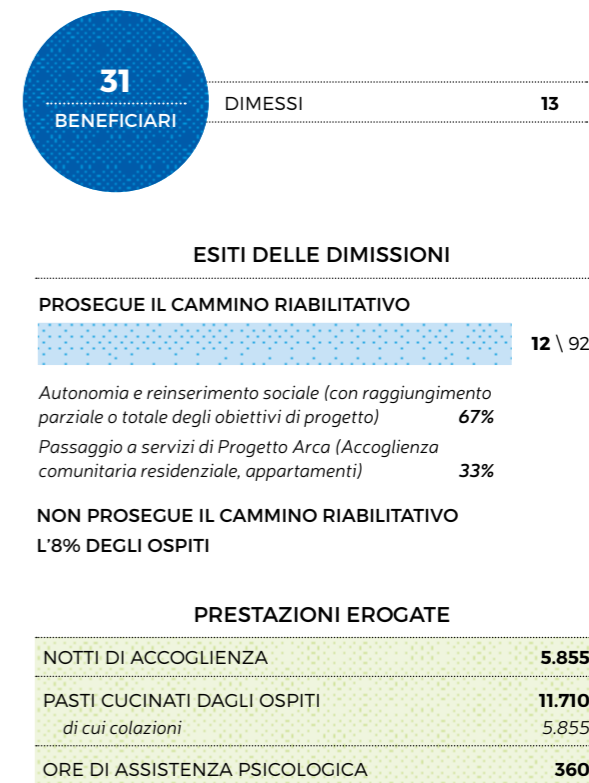 31
BENEFICIARI
DIMESSI 13
ESITI DELLE DIMISSIONI
PROSEGUE IL CAMMINO RIABILITATIVO
12 \ 92
Autonomia e reinserimento sociale (con raggiungimento
parziale o totale degli obiettivi di progetto) 67%
Passaggio a servizi di Progetto Arca (Accoglienza
comunitaria residenziale, appartamenti) 33%
NON PROSEGUE IL CAMMINO RIABILITATIVO
L'8% DEGLI OSPITI
PRESTAZIONI EROGATE
NOTTI DI ACCOGLIENZA 5.855
PASTI CUCINATI DAGLI OSPITI 11.710
di cui colazioni 5.855
ORE DI ASSISTENZA PSICOLOGICA 360